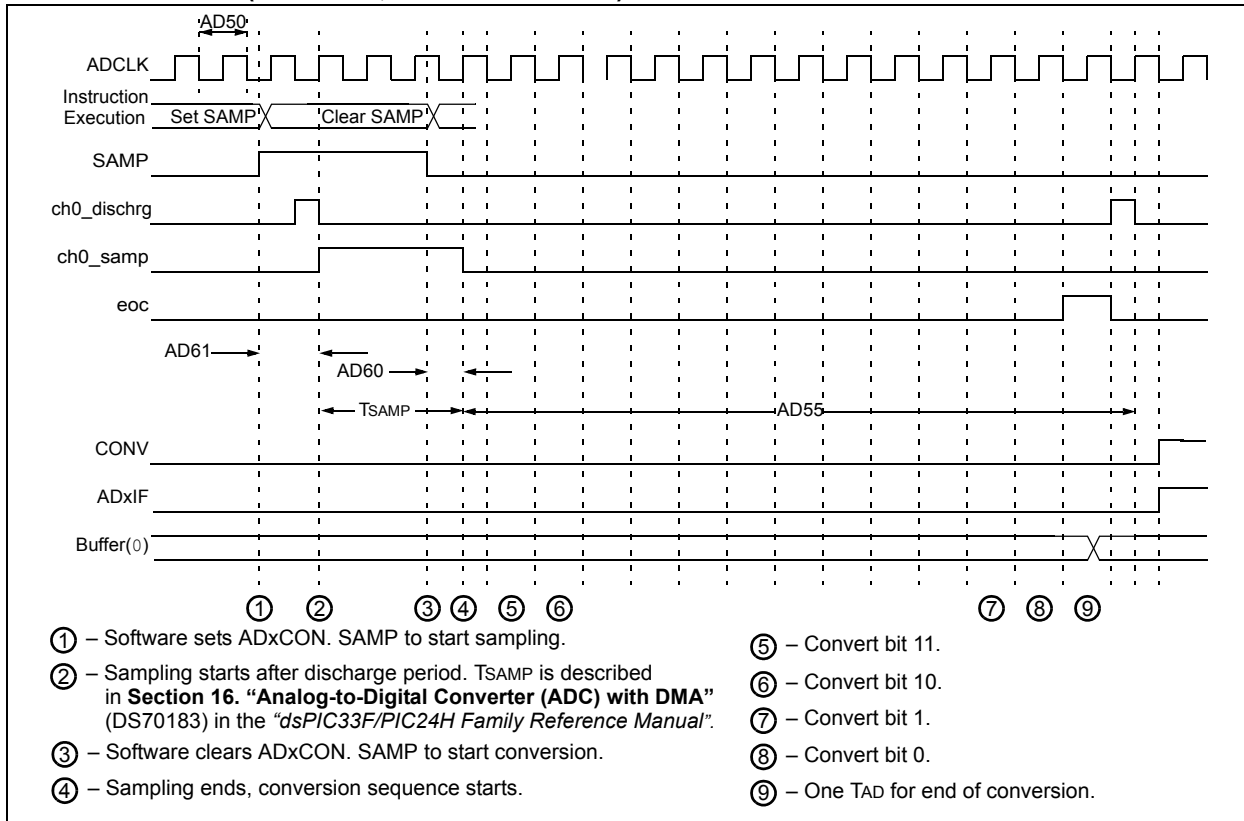 AD50
ADCLK
Instruction
Execution
Set SAMP
Clear SAMP
SAMP
ch0_dischrg
ch0_samp
eoc
AD61
AD60
TSAMP
AD55
CONV
ADxIF
Buffer(0)
1 2 3 4 5 6 7 8 9
1 – Software sets ADxCON. SAMP to start sampling.
2 – Sampling starts after discharge period. TSAMP is described
in Section 16. “Analog-to-Digital Converter (ADC) with DMA”
(DS70183) in the “dsPIC33F/PIC24H Family Reference Manual”.
3 – Software clears ADxCON. SAMP to start conversion.
4 – Sampling ends, conversion sequence starts.
5 – Convert bit 11.
6 – Convert bit 10.
7 – Convert bit 1.
8 – Convert bit 0.
9 – One TAD for end of conversion.